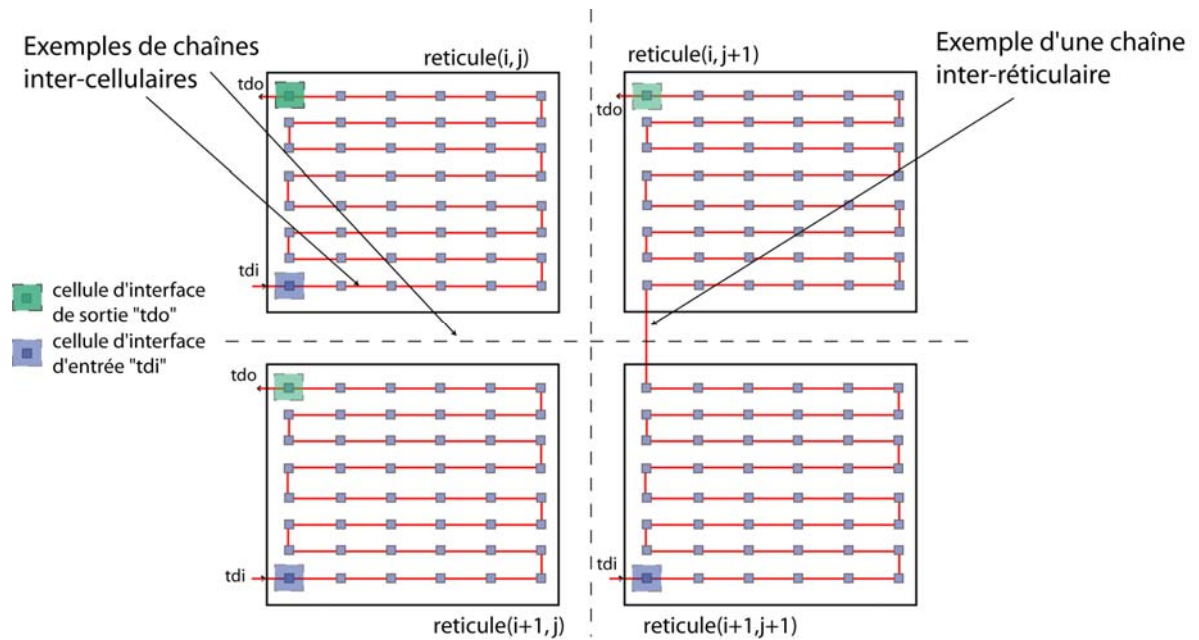 Exemples de chaînes
inter-cellulaires
reticule(i, j)
reticule(i, j+1)
Exemple d'une chaîne
inter-réticulaire
tdo
tdo
tdi
cellule d'interface
de sortie "tdo"
cellule d'interface
d'entrée "tdi"
tdo
tdi
tdi
reticule(i+1, j)
reticule(i+1,j+1)